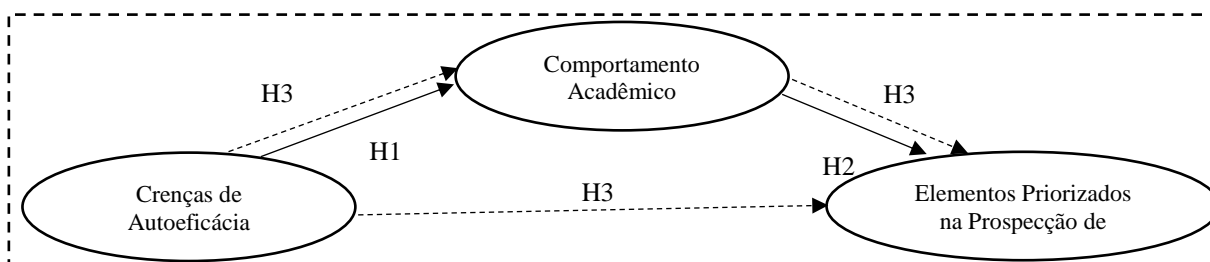 Comportamento
Acadêmico
H3
H3
H1
H2
Crenças de
Autoeficácia
H3
Elementos Priorizados
na Prospecção de